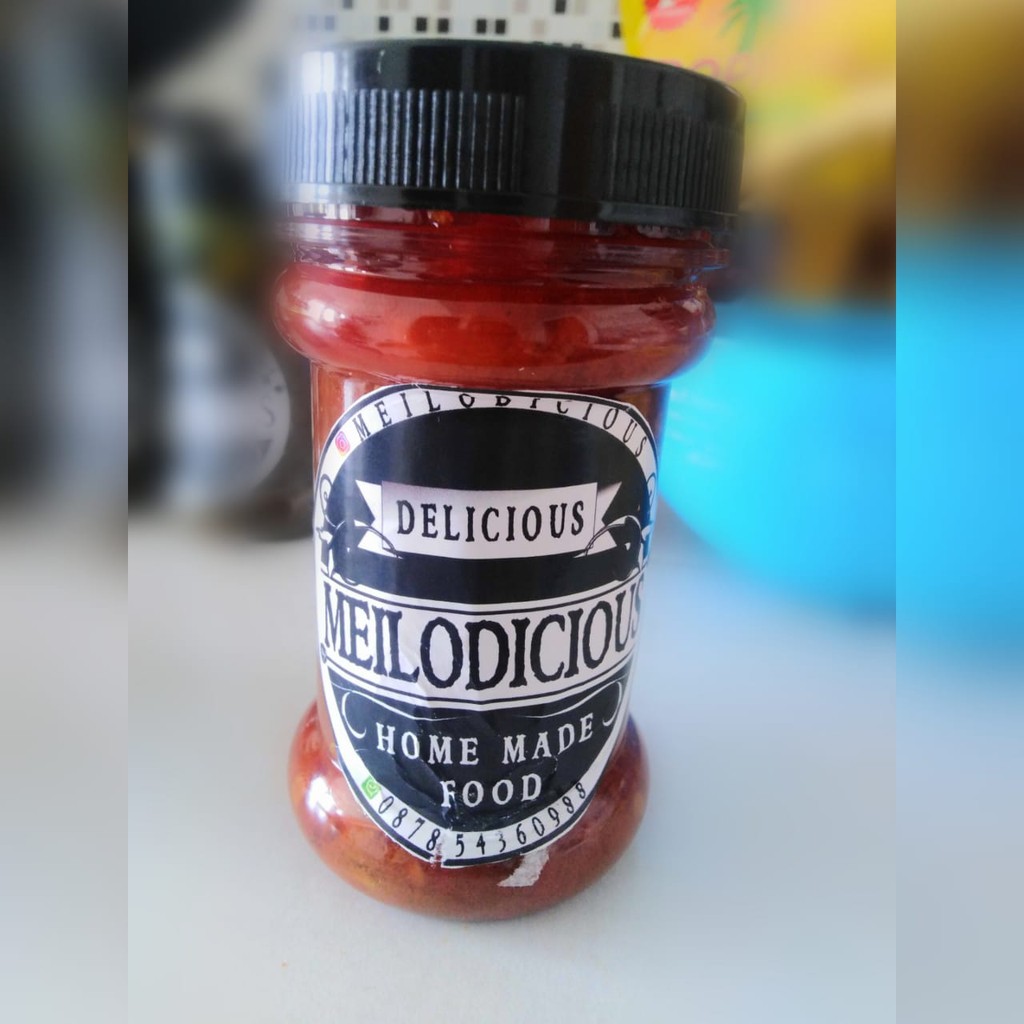 MEILODICIOUS
DELICIOUS
MEILODICIOUS
HOME MADE
FOOD
087854360988